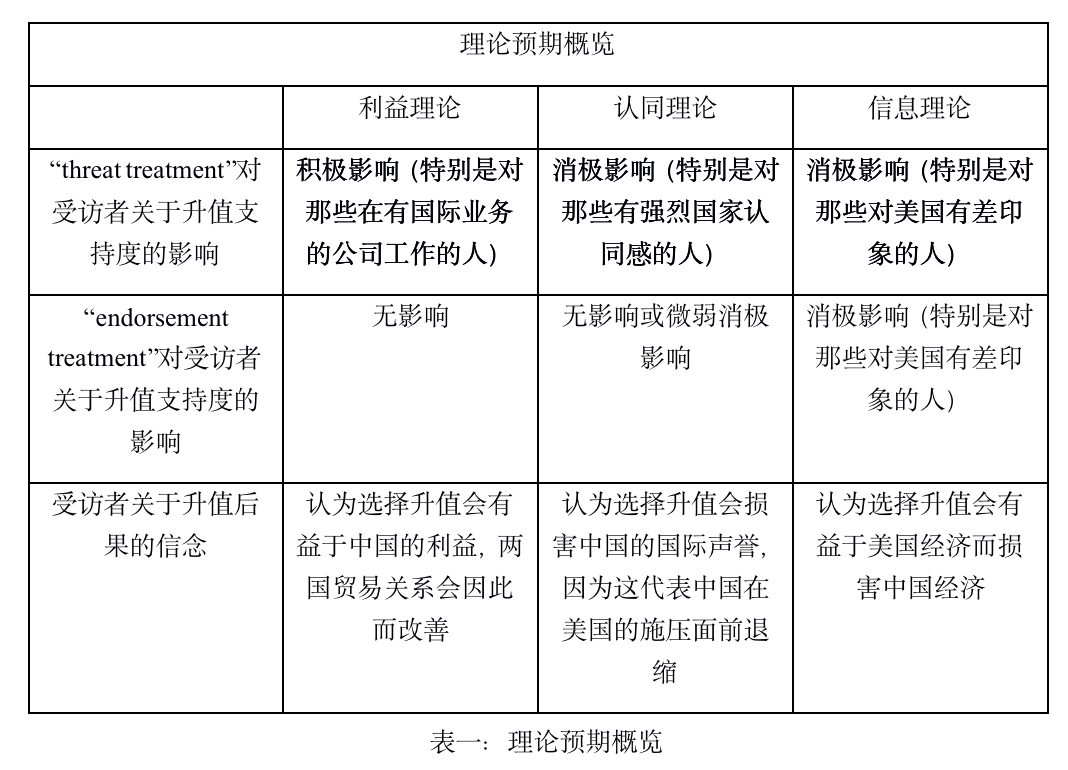 理论预期概览
利益理论
认同理论
信息理论
“threat treatment”对
受访者关于升值支
持度的影响
积极影响（特别是对
那些在有国际业务
的公司工作的人）
消极影响（特别是对
那些有强烈国家认
同感的人）
消极影响（特别是对
那些对美国有差印
象的人）
“endorsement
treatment”对受访者
关于升值支持度的
影响
无影响
无影响或微弱消极
影响
消极影响（特别是对
那些对美国有差印
象的人）
受访者关于升值后
果的信念
认为选择升值会有
益于中国的利益，两
国贸易关系会因此
而改善
认为选择升值会损
害中国的国际声誉，
因为这代表中国在
美国的施压面前退
缩
认为选择升值会有
益于美国经济而损
害中国经济
表一：理论预期概览